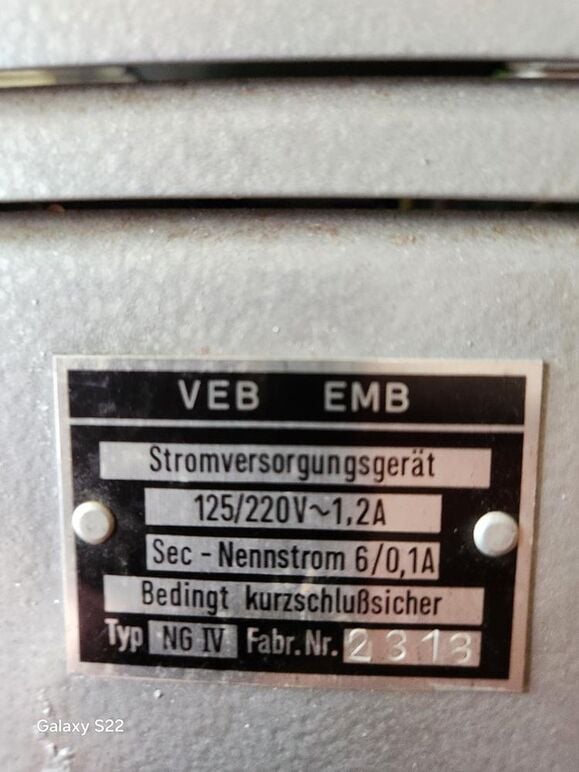 VEB EMB
Stromversorgungsgerät
125/220V~1,2A
Sec - Nennstrom 6/0,1A
Bedingt kurzschlußsicher
Typ NG IV Fabr. Nr. 2313
Galaxy S22